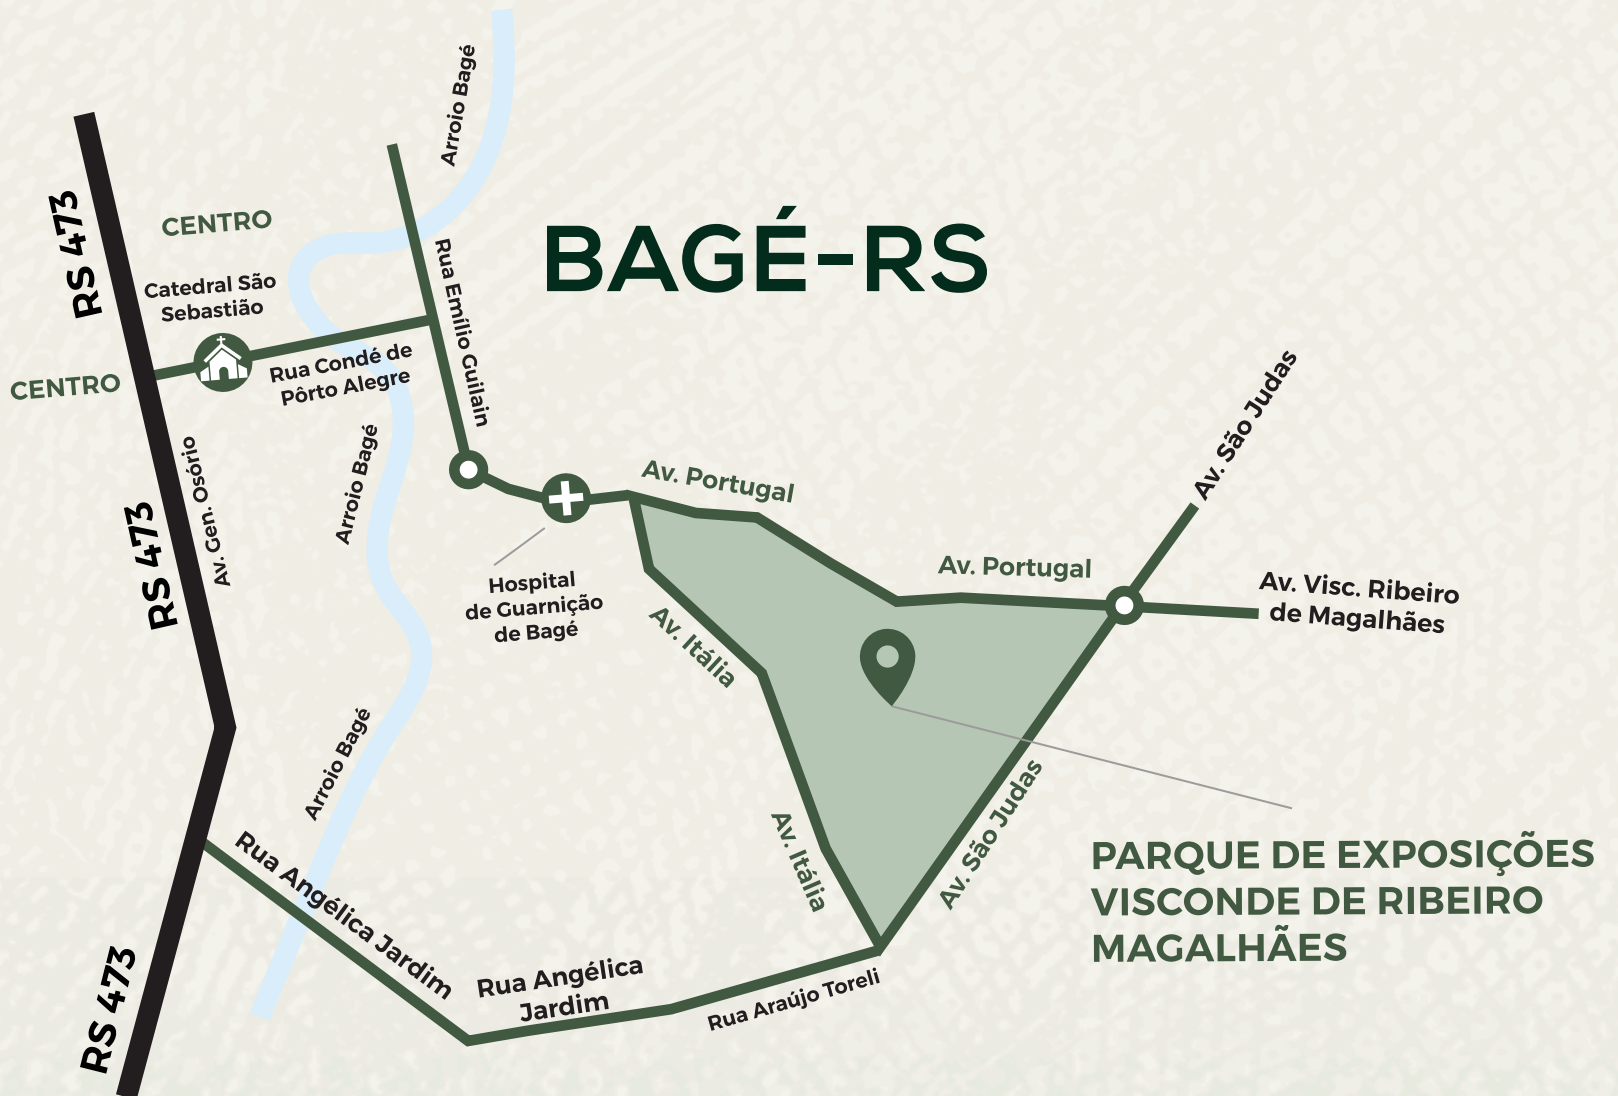 Arroio Bagé
RS 473
CENTRO
BAGÉ-RS
Rua Emílio Guilain
Catedral São
Sebastião
Rua Condé de
Pôrto Alegre
CENTRO
Av. São Judas
Arroio Bagé
Av. Gen. Osório
RS 473
Av. Portugal
Av. Portugal
Av. Visc. Ribeiro
de Magalhães
Hospital
de Guarnição
de Bagé
Av. Itália
Arroio Bagé
Av. São Judas
Av. Itália
PARQUE DE EXPOSIÇÕES
VISCONDE DE RIBEIRO
MAGALHÃES
Rua Angélica Jardim
Rua Angélica
Jardim
Rua Araújo Toreli
RS 473